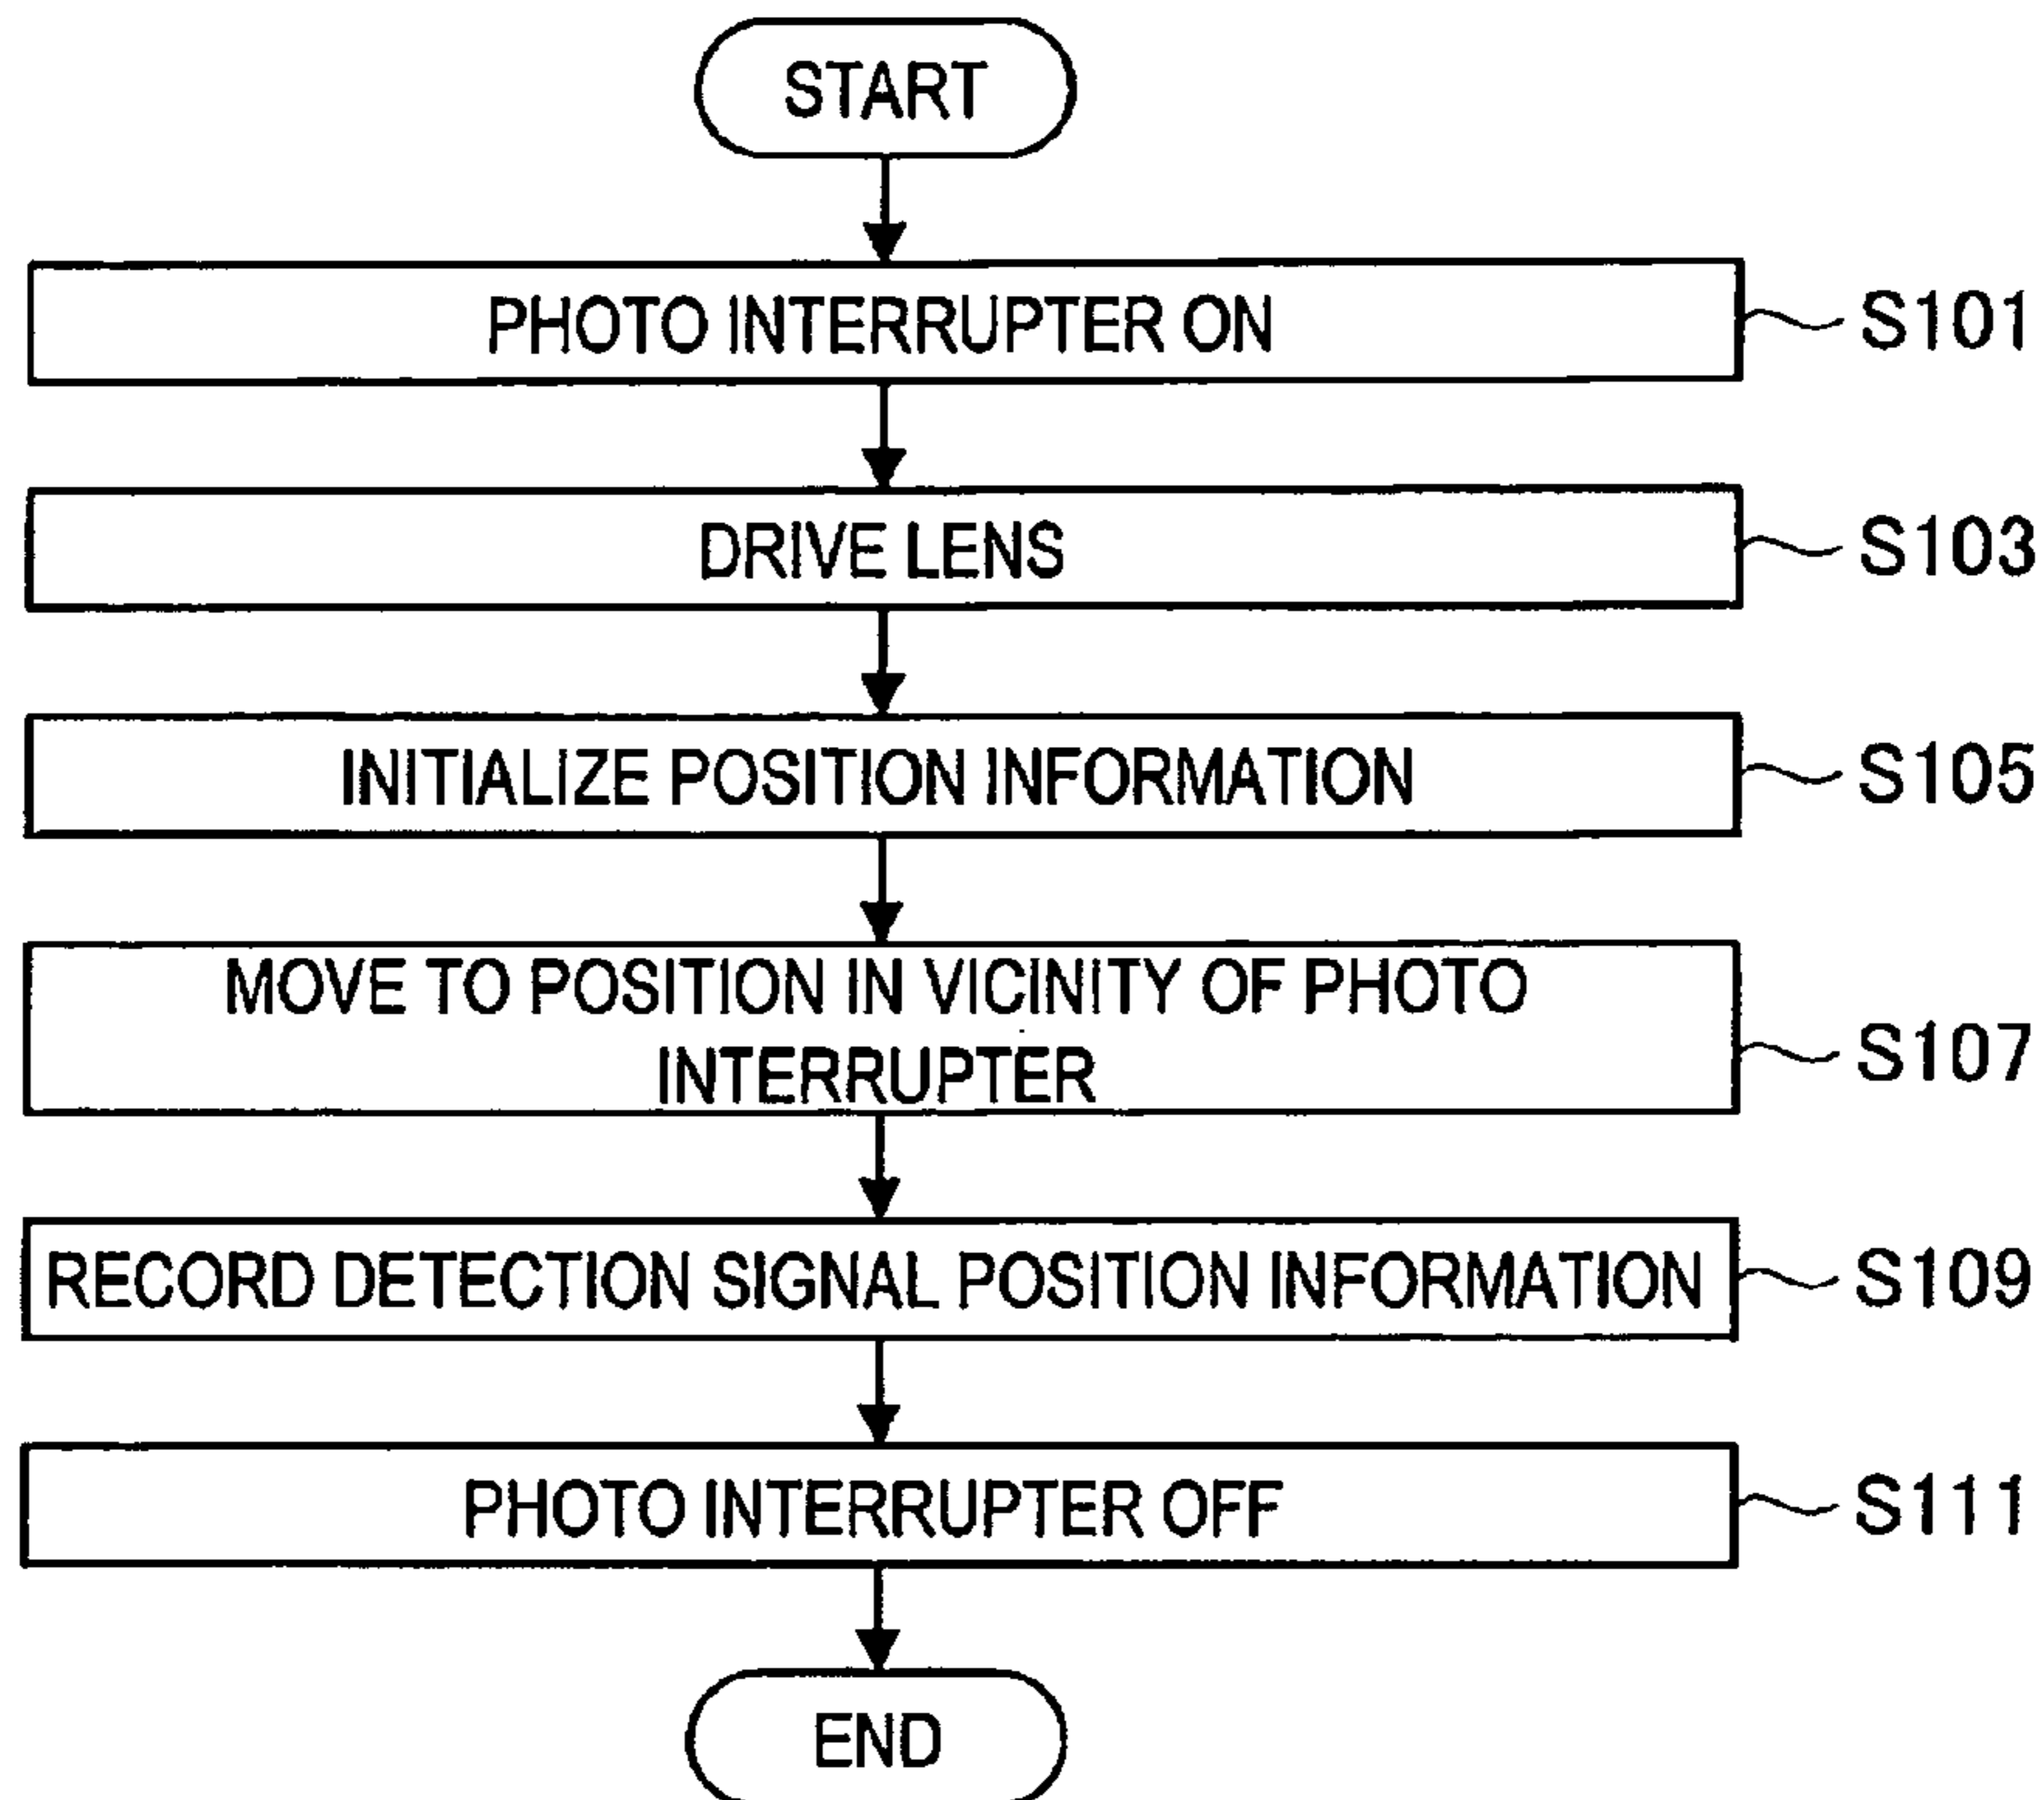 START
PHOTO INTERRUPTER ON
S101
DRIVE LENS
S103
INITIALIZE POSITION INFORMATION
S105
MOVE TO POSITION IN VICINITY OF PHOTO
INTERRUPTER
S107
RECORD DETECTION SIGNAL POSITION INFORMATION
S109
PHOTO INTERRUPTER OFF
S111
END